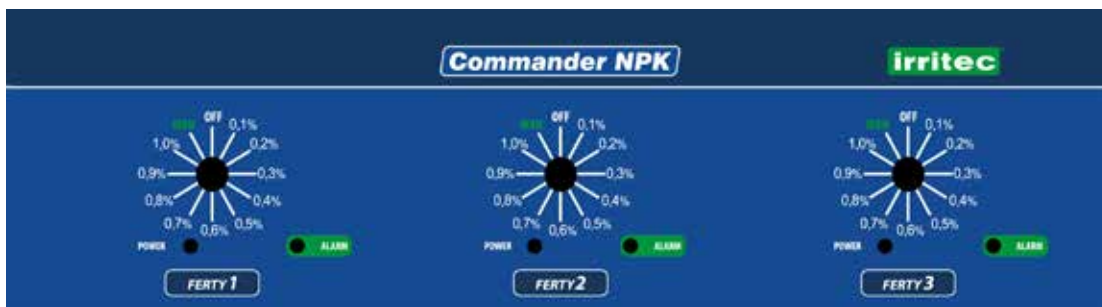 Commander NPK irritec
OFF OFF OFF
0,1% 0,1% 0,1%
1,0% 0,2% 1,0% 0,2% 1,0% 0,2%
0,9% 0,3% 0,9% 0,3% 0,9% 0,3%
0,8% 0,4% 0,8% 0,4% 0,8% 0,4%
0,7% 0,6% 0,5% 0,7% 0,6% 0,5% 0,7% 0,6% 0,5%
POWER ALARM POWER ALARM POWER ALARM
FERTY 1 FERTY 2 FERTY 3